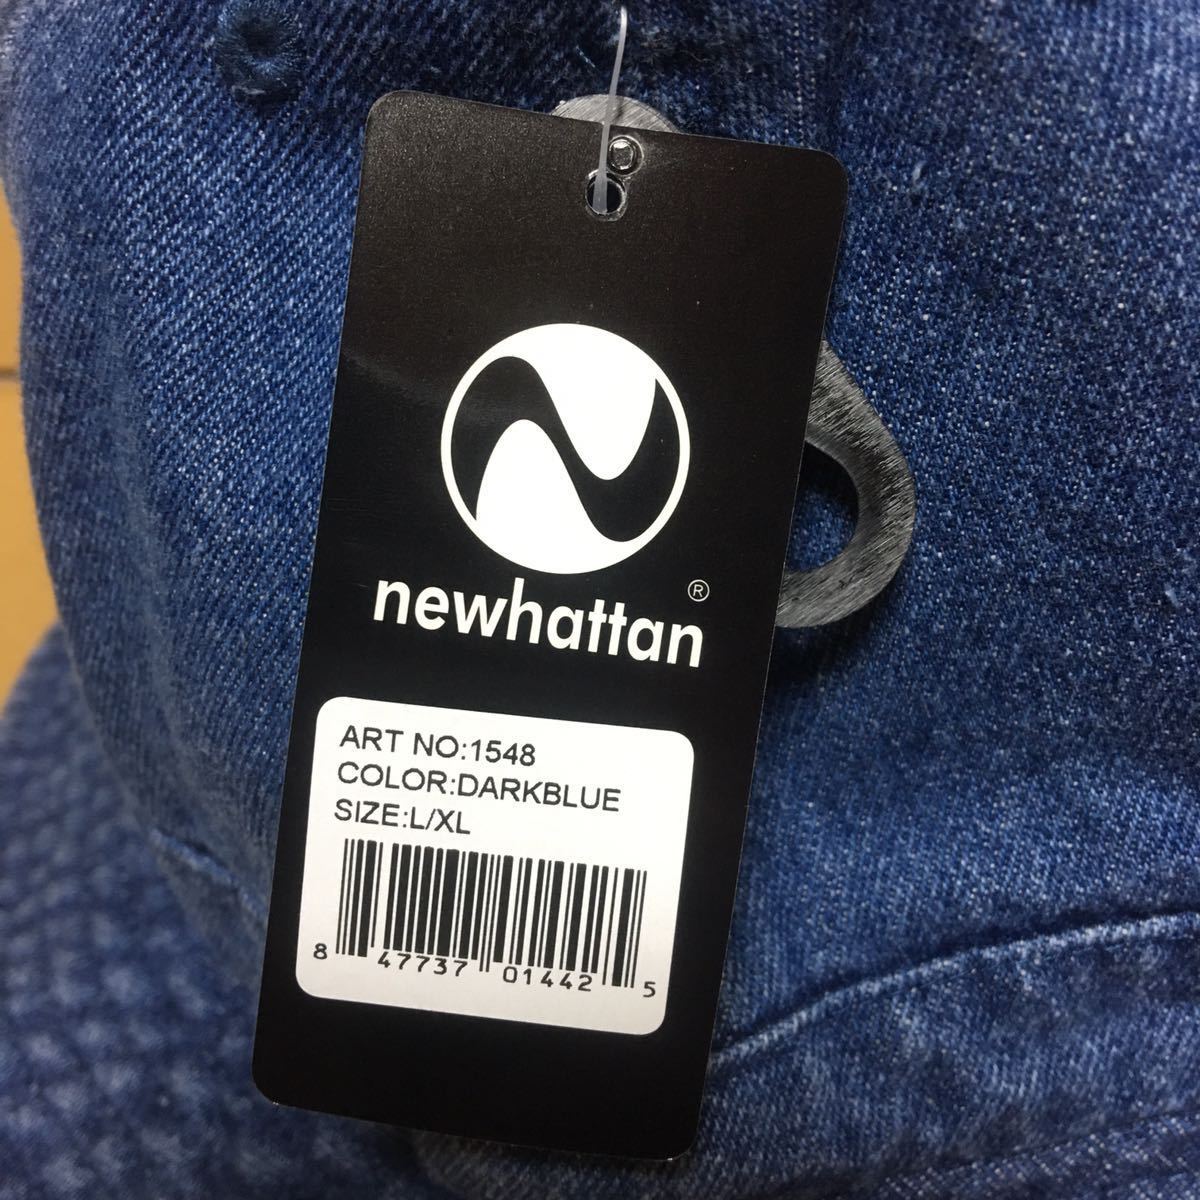 newhattan®
ART NO:1548
COLOR:DARKBLUE
SIZE:L/XL
8 47737 01442 5